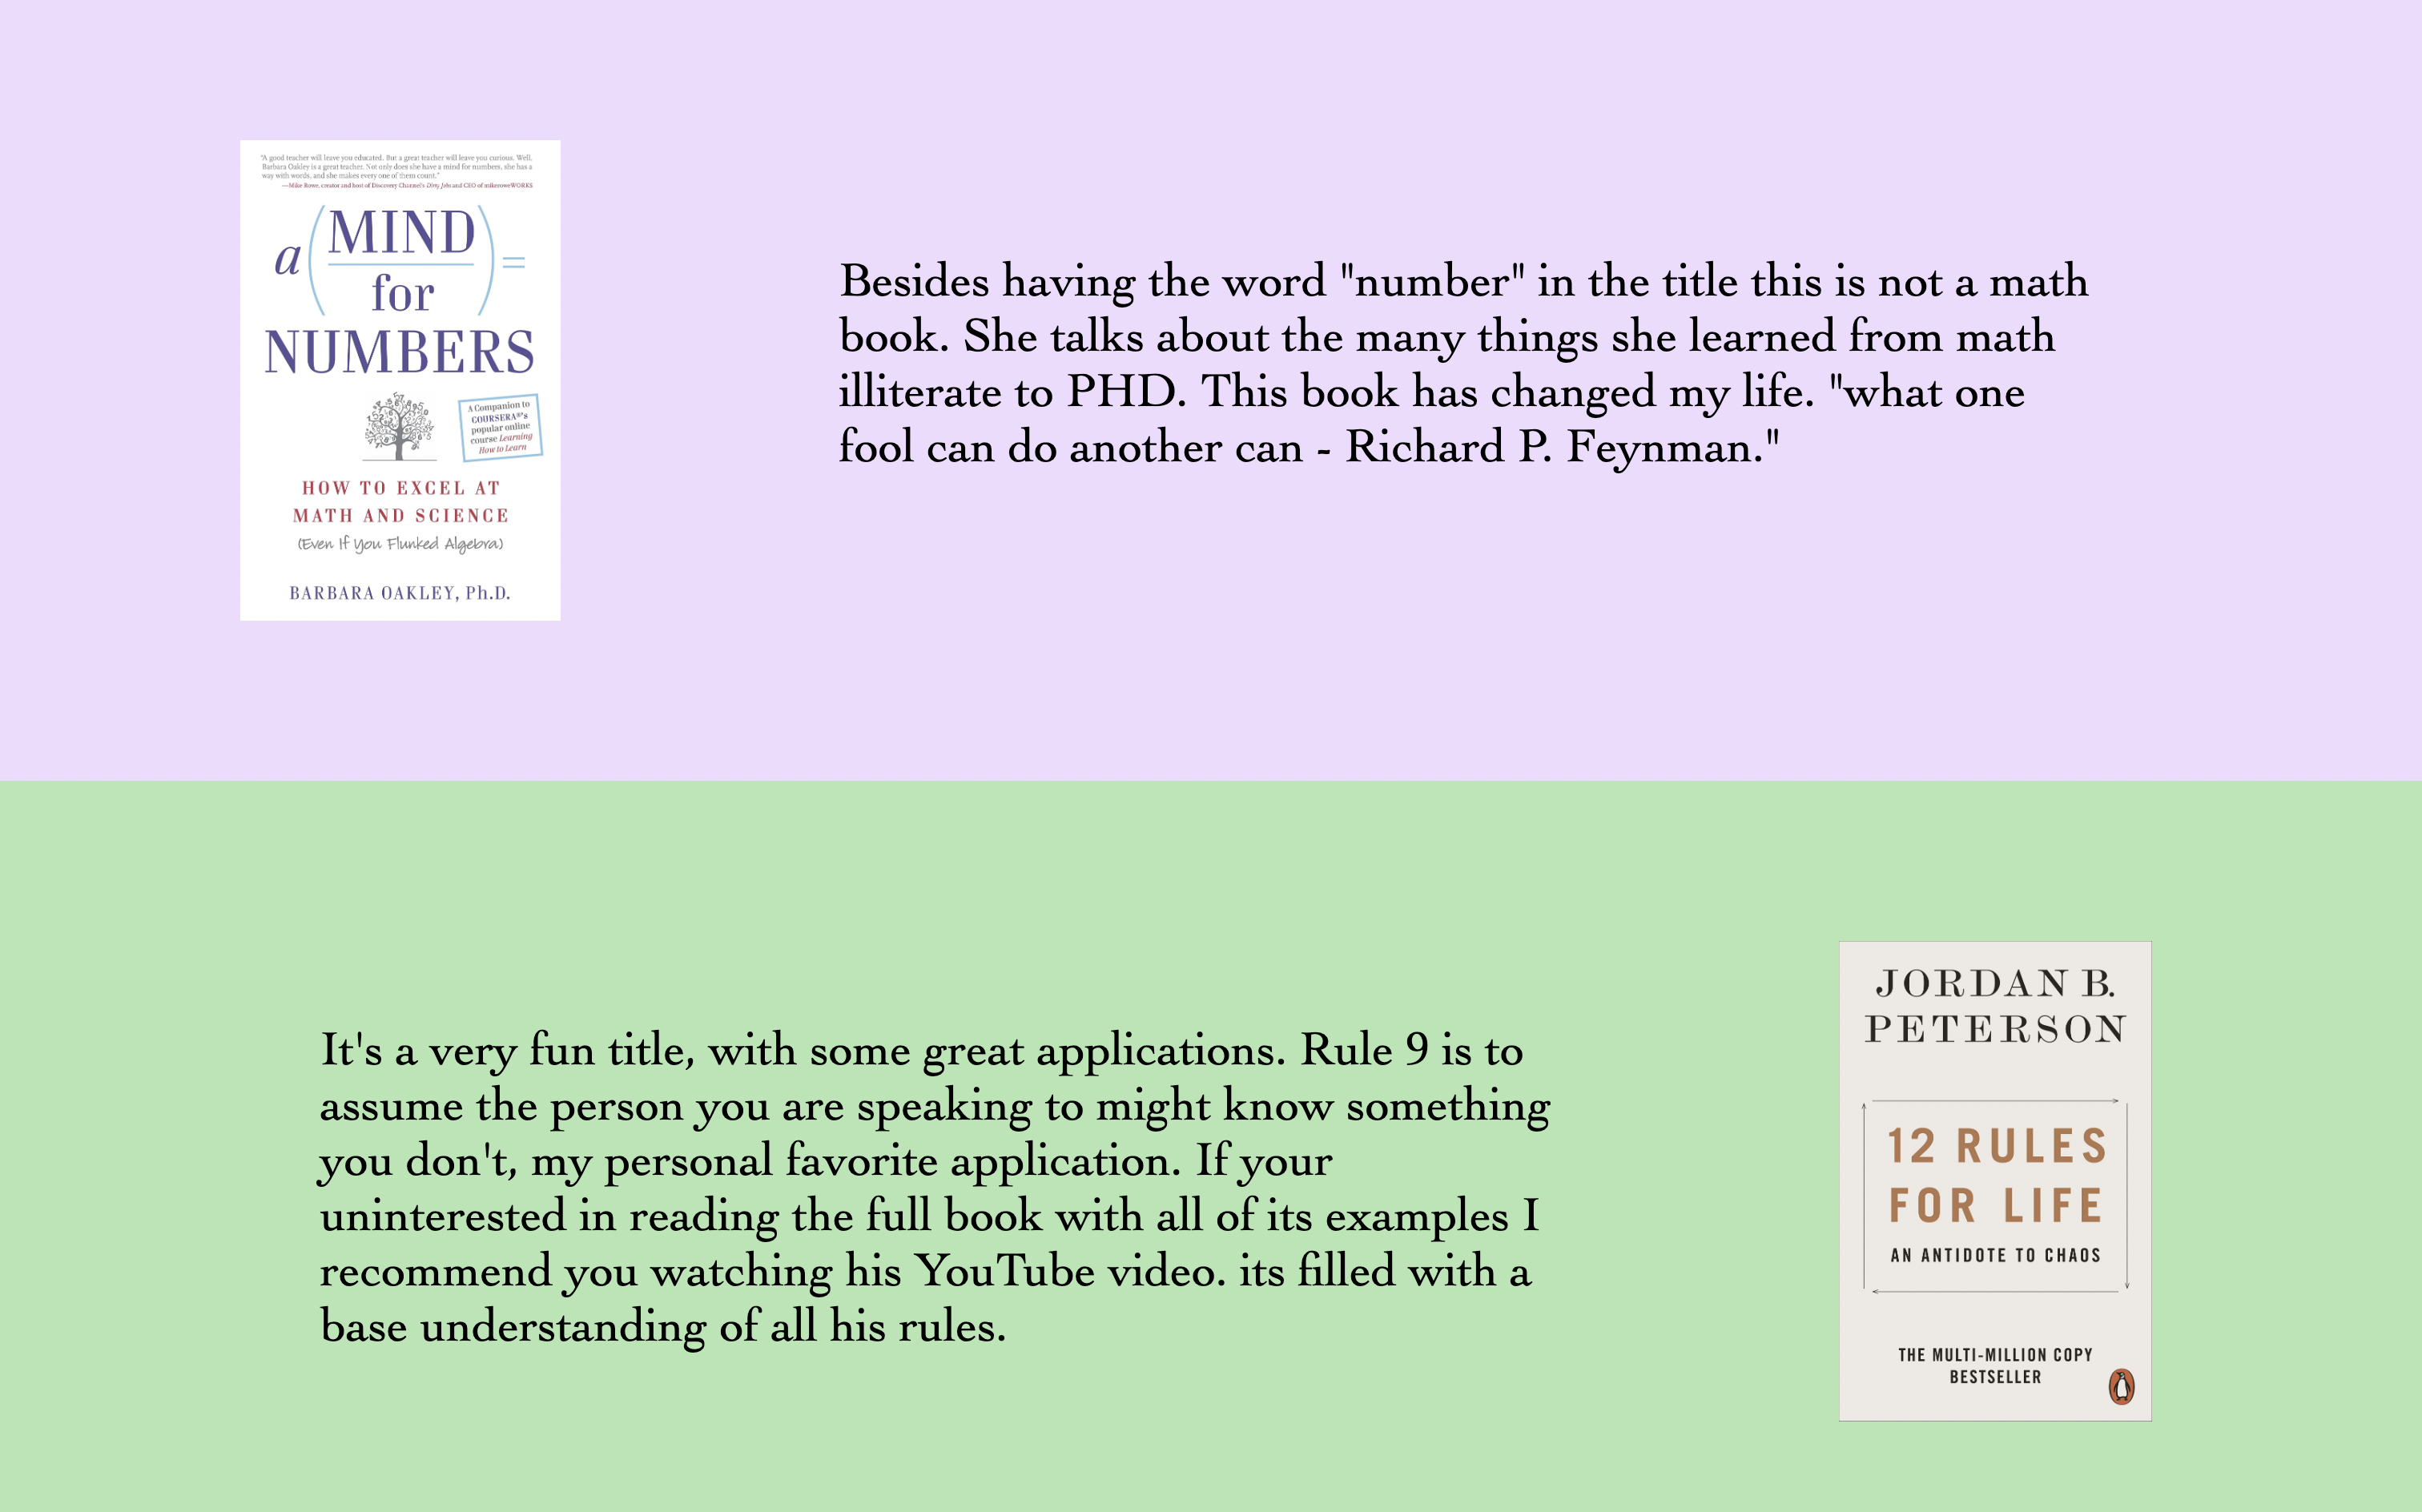 "A good teacher will leave you educated. But a great teacher will leave you curious. Well,
Barbara Oakley is a great teacher. Not only does she have a mind for numbers, she has a
way with words, and she makes every one of them count."
—Mike Rowe, creator and host of Discovery Channel's Dirty Jobs and CEO of mikeroweWORKS
a (MIND
for) =
NUMBERS
A Companion to
COURSERA®'s
popular online
course Learning
How to Learn
HOW TO EXCEL AT
MATH AND SCIENCE
(Even If You Flunked Algebra)
BARBARA OAKLEY, Ph.D.
Besides having the word "number" in the title this is not a math
book. She talks about the many things she learned from math
illiterate to PHD. This book has changed my life. "what one
fool can do another can - Richard P. Feynman."
It's a very fun title, with some great applications. Rule 9 is to
assume the person you are speaking to might know something
you don't, my personal favorite application. If your
uninterested in reading the full book with all of its examples I
recommend you watching his YouTube video. its filled with a
base understanding of all his rules.
JORDAN B.
PETERSON
12 RULES
FOR LIFE
AN ANTIDOTE TO CHAOS
THE MULTI-MILLION COPY
BESTSELLER